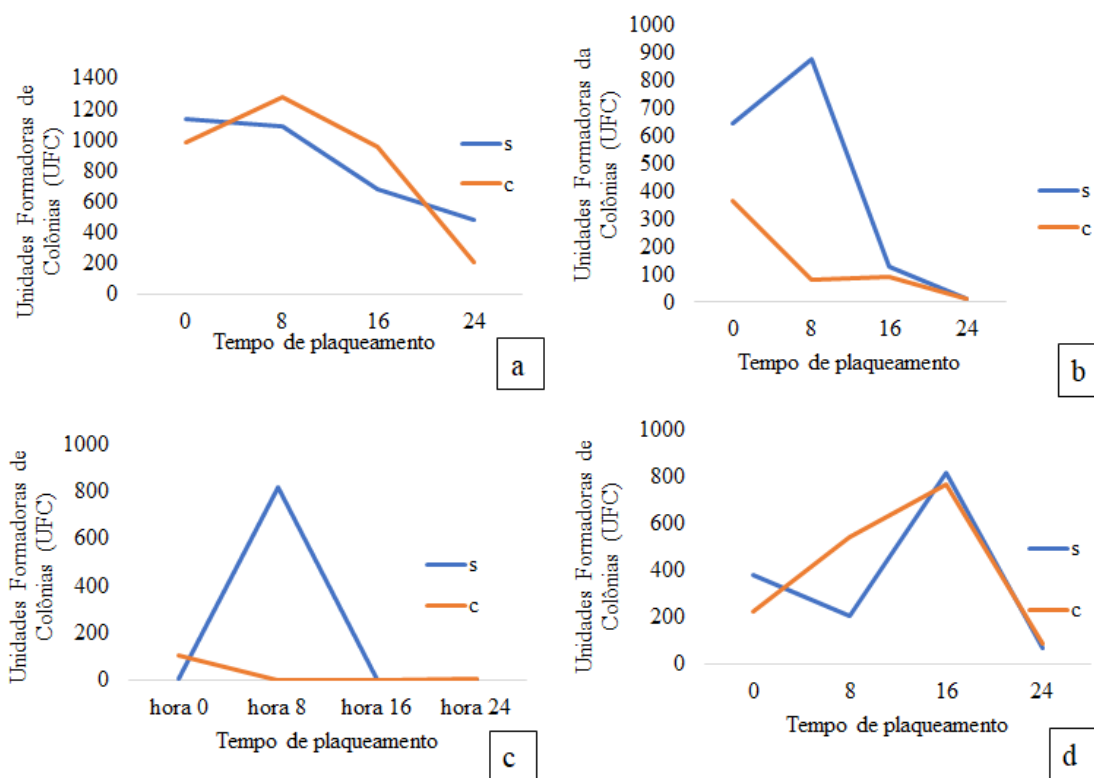 Unidades Formadoras de
Colônias (UFC)
1400
1200
1000
800
600
400
200
0
0 8 16 24
Tempo de plaqueamento
s
c
a
Unidades Formadoras da
Colônias (UFC)
1000
900
800
700
600
500
400
300
200
100
0
0 8 16 24
Tempo de plaqueamento
s
c
b
Unidades Formadoras de
Colônias (UFC)
1000
800
600
400
200
0
hora 0 hora 8 hora 16 hora 24
Tempo de plaqueamento
s
c
c
Unidades Formadoras de
Colônias (UFC)
1000
800
600
400
200
0
0 8 16 24
Tempo de plaqueamento
s
c
d